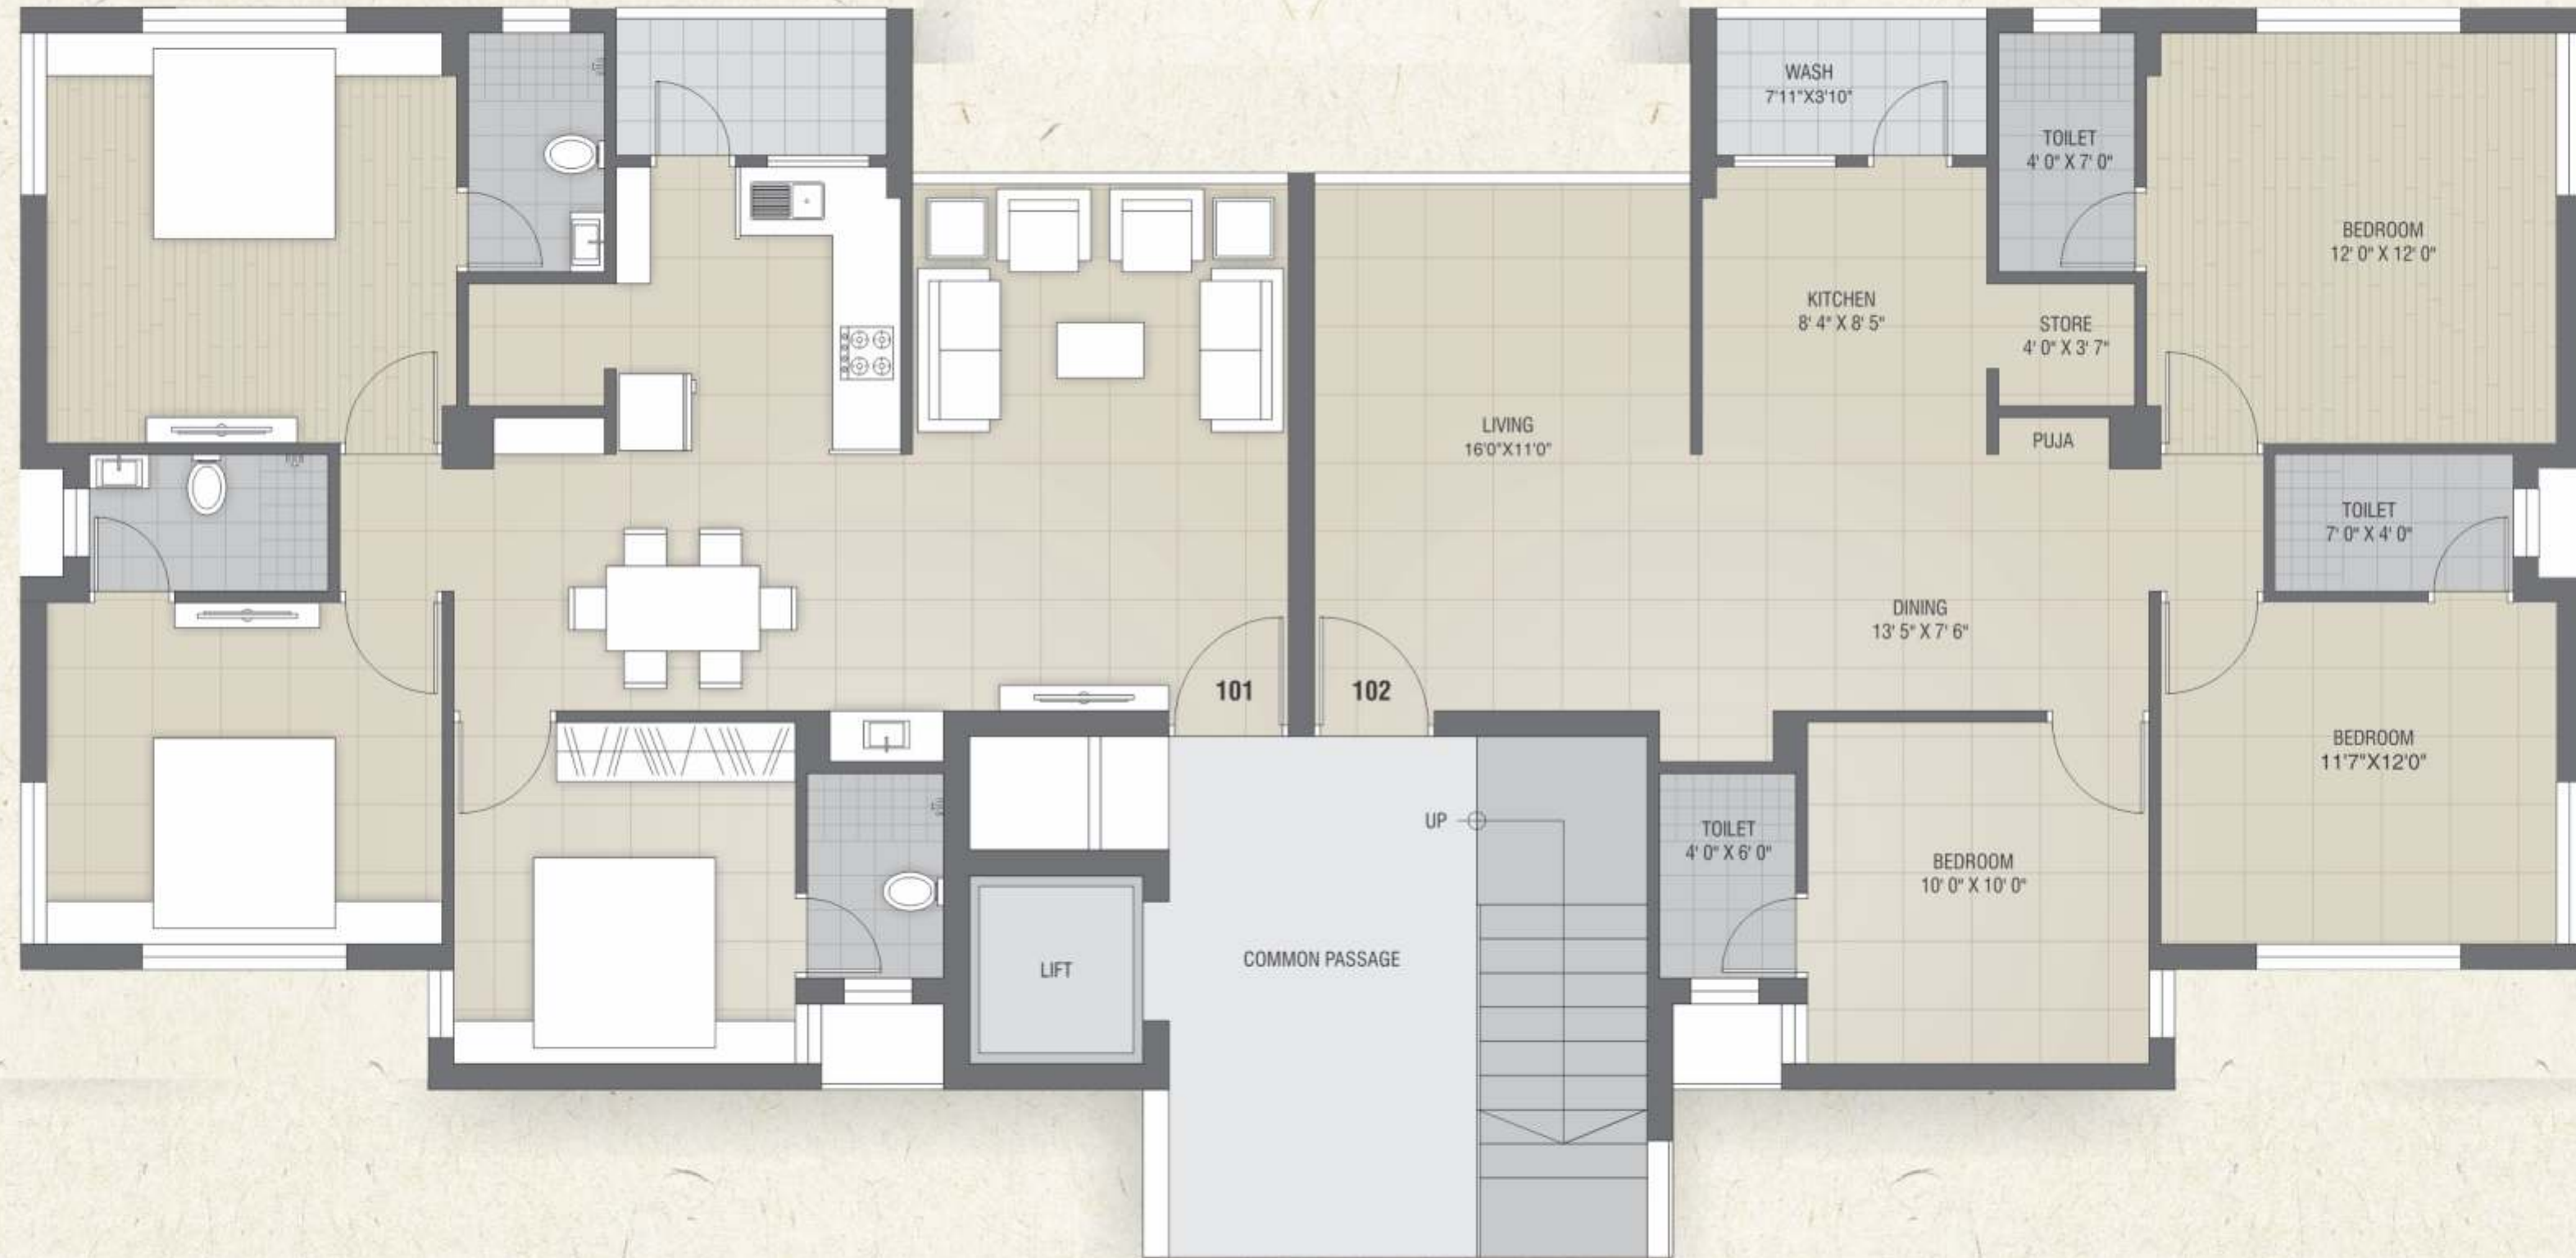 WASH
7'11"X3'10"
TOILET
4' 0" X 7' 0"
BEDROOM
12' 0" X 12' 0"
KITCHEN
8' 4" X 8' 5"
STORE
4' 0" X 3' 7"
LIVING
16'0"X11'0"
PUJA
TOILET
7' 0" X 4' 0"
DINING
13' 5" X 7' 6"
101
102
BEDROOM
11'7"X12'0"
UP
TOILET
4' 0" X 6' 0"
BEDROOM
10' 0" X 10' 0"
LIFT
COMMON PASSAGE